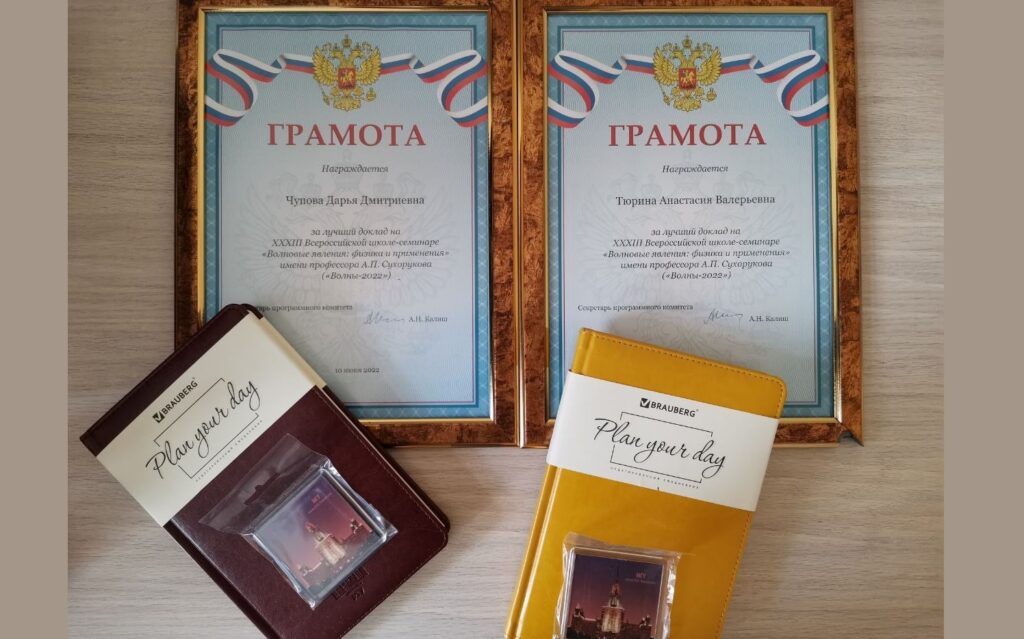 ГРАМОТА
Награждается
Чупова Дарья Дмитриевна
за лучший доклад на
XXXIII Всероссийской школе-семинаре
«Волновые явления: физика и применения»
имени профессора А.П. Сухорукова
(«Волны-2022»)
программного комитета
А.Н. Калиш
10 июня 2022
ГРАМОТА
Награждается
Тюрина Анастасия Валерьевна
за лучший доклад на
XXXIII Всероссийской школе-семинаре
«Волновые явления: физика и применения»
имени профессора А.П. Сухорукова
(«Волны-2022»)
Секретарь программного комитета
А.Н. Калиш
BRAUBERG®
Plan your day
BRAUBERG®
Plan your day
МГУ